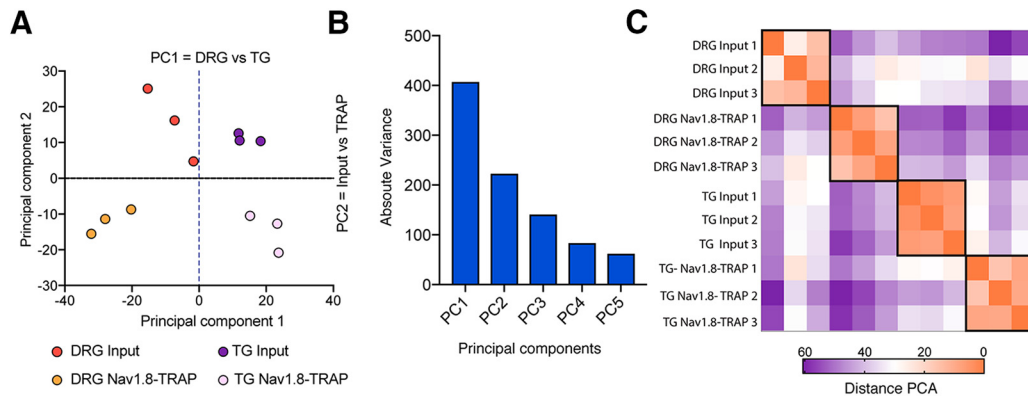 A
PC1 = DRG vs TG
Principal component 2
30
20
10
0
-10
-20
-30
-40
-20
0
20
40
Principal component 1
PC2 = Input vs TRAP
DRG Input
TG Input
DRG Nav1.8-TRAP
TG Nav1.8-TRAP
B
Absoute Variance
500
400
300
200
100
0
PC1
PC2
PC3
PC4
PC5
Principal components
C
DRG Input 1
DRG Input 2
DRG Input 3
DRG Nav1.8-TRAP 1
DRG Nav1.8-TRAP 2
DRG Nav1.8-TRAP 3
TG Input 1
TG Input 2
TG Input 3
TG- Nav1.8-TRAP 1
TG Nav1.8- TRAP 2
TG Nav1.8-TRAP 3
60
40
20
0
Distance PCA